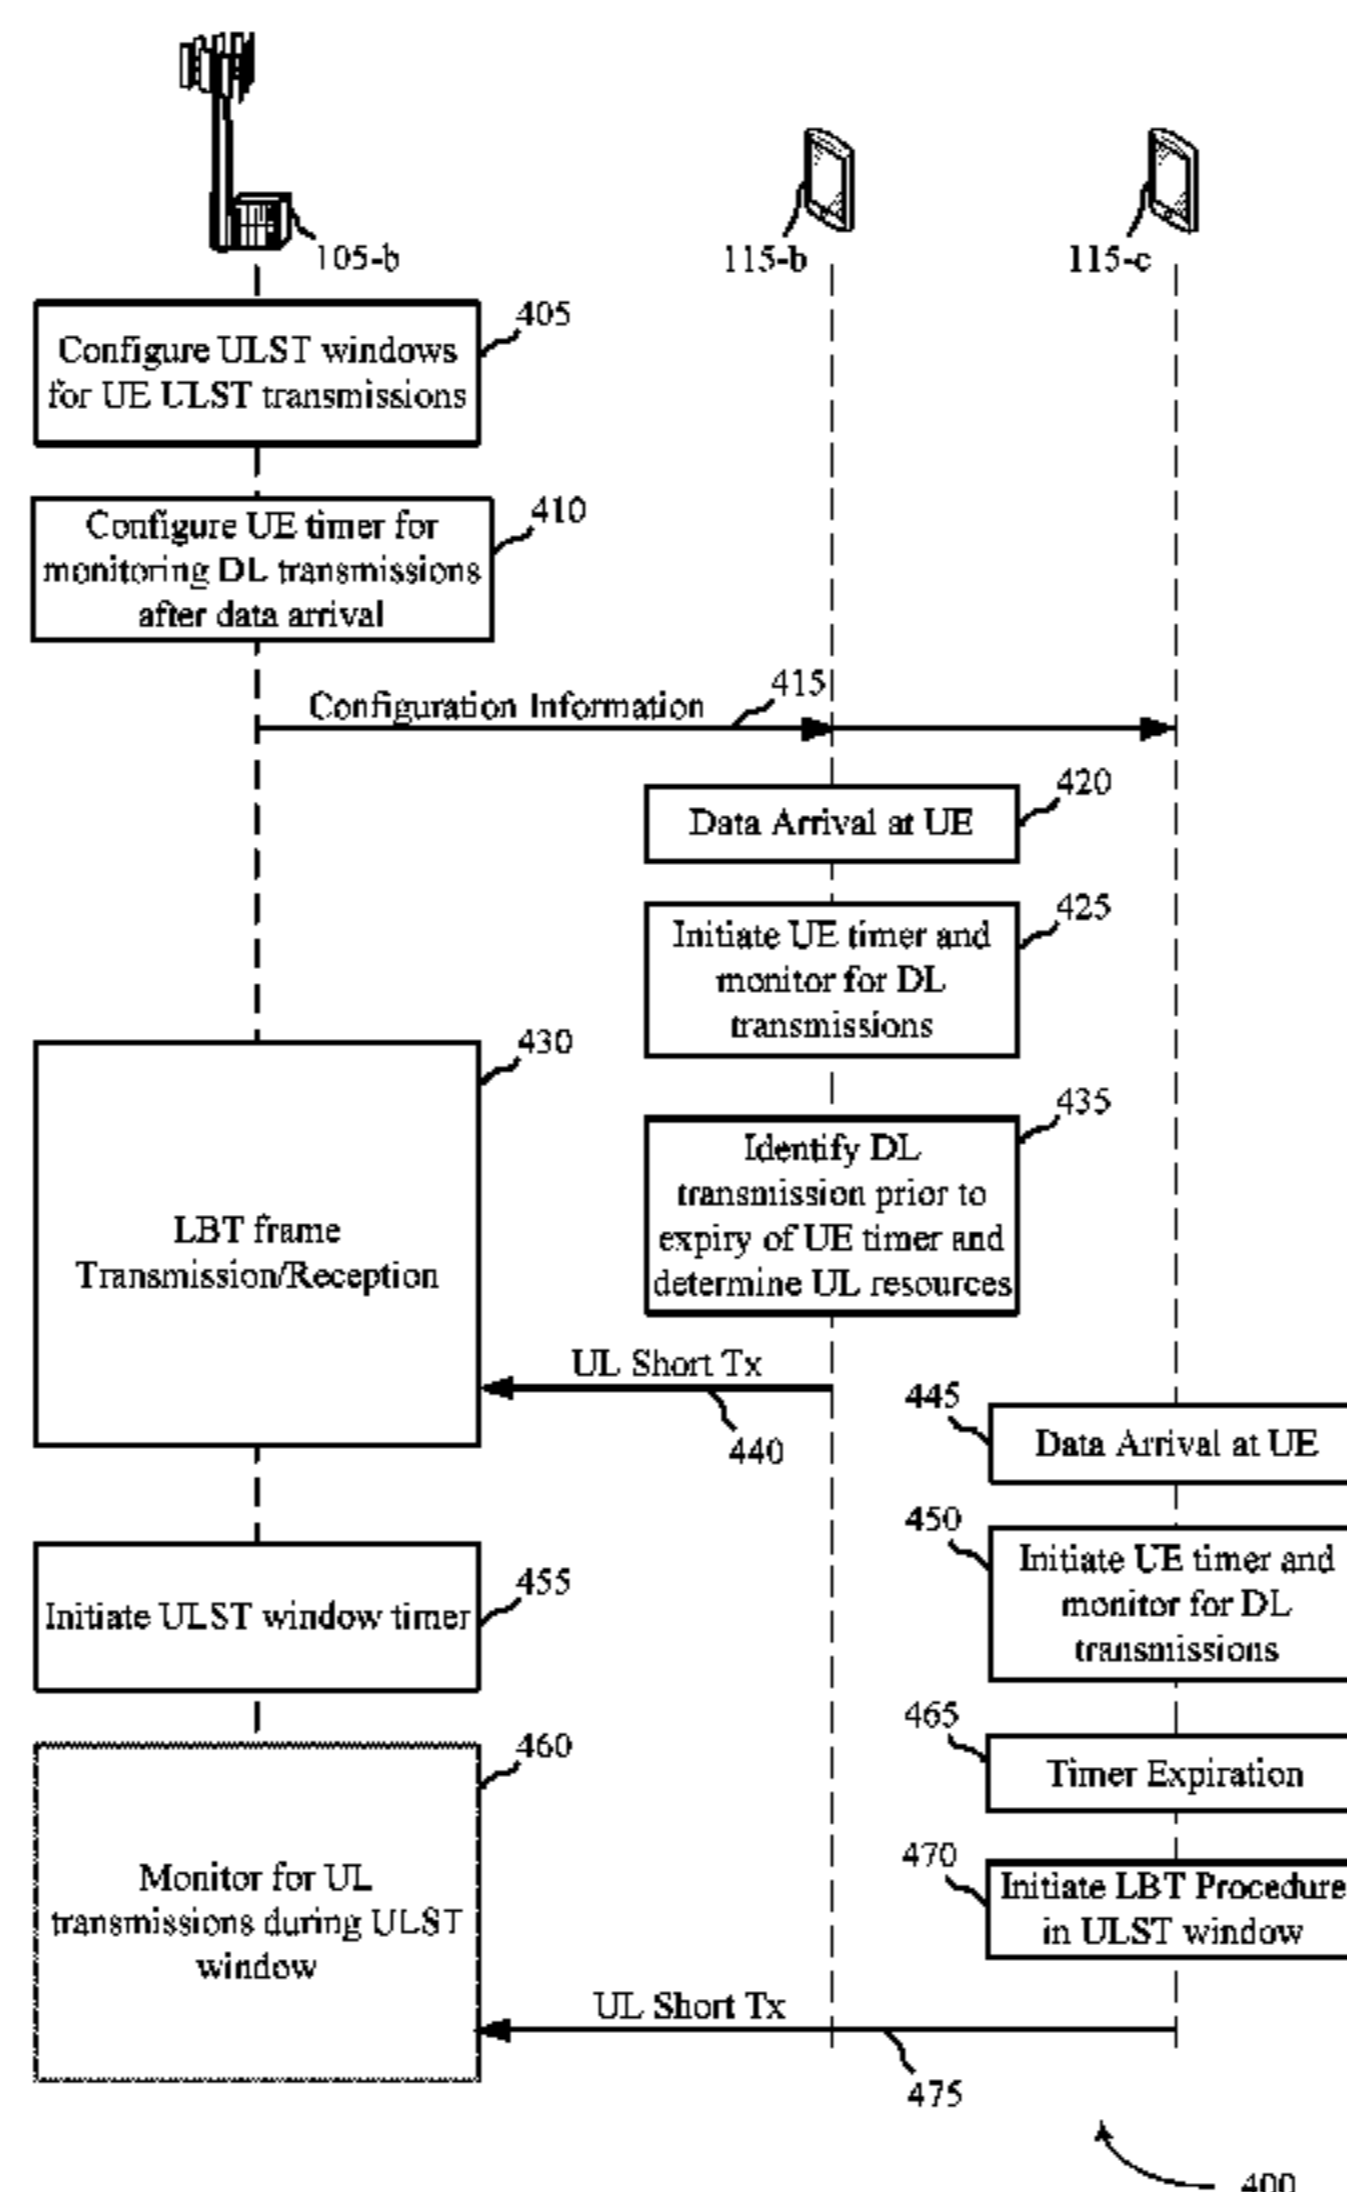 105-b
115-b
115-c
405
Configure ULST windows
for UE ULST transmissions
410
Configure UE timer for
monitoring DL transmissions
after data arrival
Configuration Information
415
420
Data Arrival at UE
425
Initiate UE timer and
monitor for DL
transmissions
430
LBT frame
Transmission/Reception
435
Identify DL
transmission prior to
expiry of UE timer and
determine UL resources
UL Short Tx
440
445
Data Arrival at UE
450
Initiate UE timer and
monitor for DL
transmissions
455
Initiate ULST window timer
460
Monitor for UL
transmissions during ULST
window
465
Timer Expiration
470
Initiate LBT Procedure
in ULST window
UL Short Tx
475
400